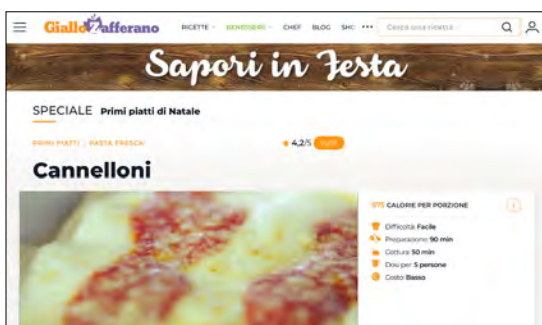 GialloZafferano RICETTE BENESSERE CHEF BLOG SHO ••• Cerca una ricetta
Sapori in Festa
SPECIALE Primi piatti di Natale
PRIMI PIATTI | PASTA FRESCA
4,2/5 VOTA
Cannelloni
CALORIE PER PORZIONE
Difficoltà: Facile
Preparazione: 90 min
Cottura: 50 min
Dosi per: 5 persone
Costo: Basso